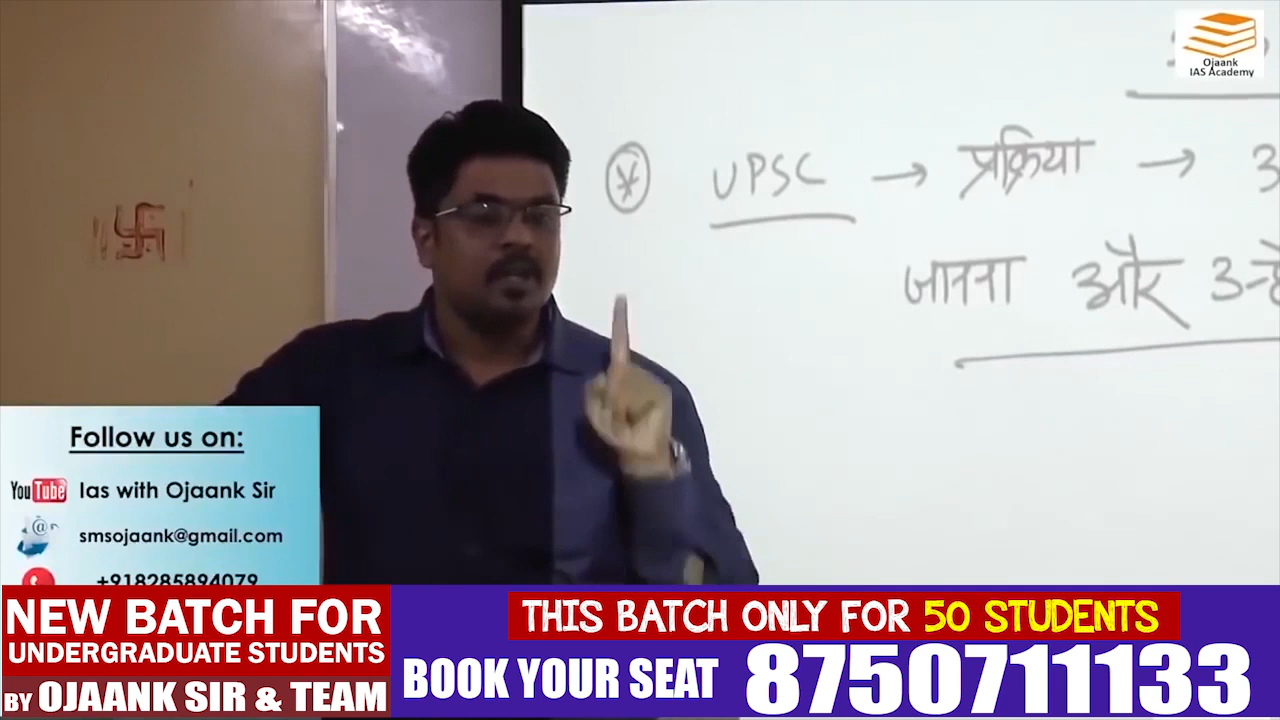 Ojaank
IAS Academy
UPSC → प्रक्रिया →
जानना और
Follow us on:
YouTube Ias with Ojaank Sir
smsojaank@gmail.com
+918285894079
NEW BATCH FOR
UNDERGRADUATE STUDENTS
BY OJAANK SIR & TEAM
THIS BATCH ONLY FOR 50 STUDENTS
BOOK YOUR SEAT 8750711133